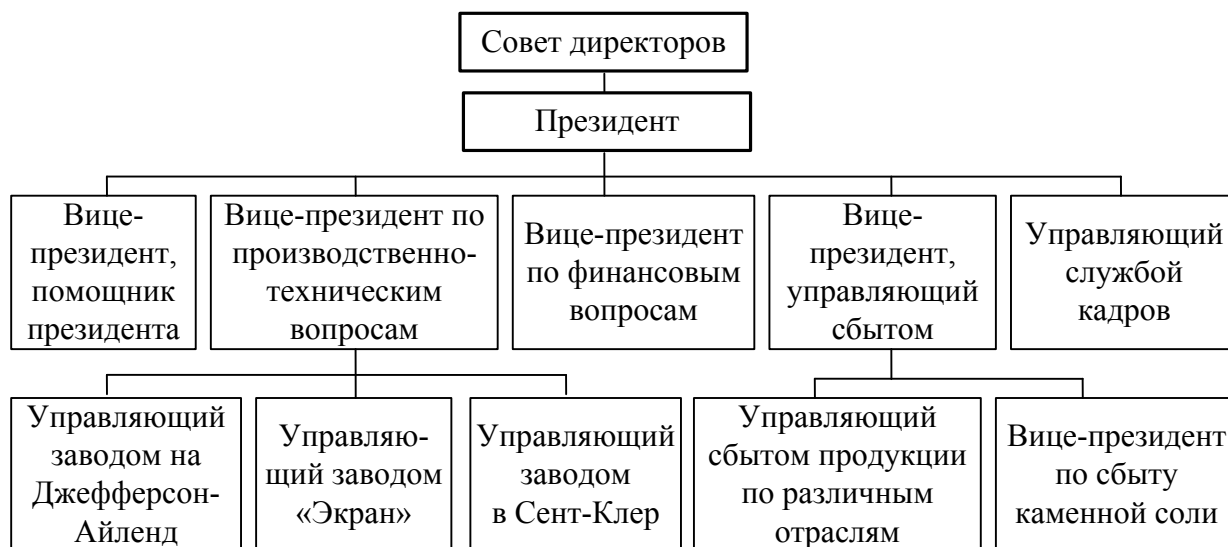 Совет директоров
Президент
Вице-
президент,
помощник
президента
Вице-президент по
производственно-
техническим
вопросам
Вице-президент
по финансовым
вопросам
Вице-
президент,
управляющий
сбытом
Управляющий
службой
кадров
Управляющий
заводом на
Джефферсон-
Айленд
Управляю-
щий заводом
«Экран»
Управляющий
заводом
в Сент-Клер
Управляющий
сбытом продукции
по различным
отраслям
Вице-президент
по сбыту
каменной соли